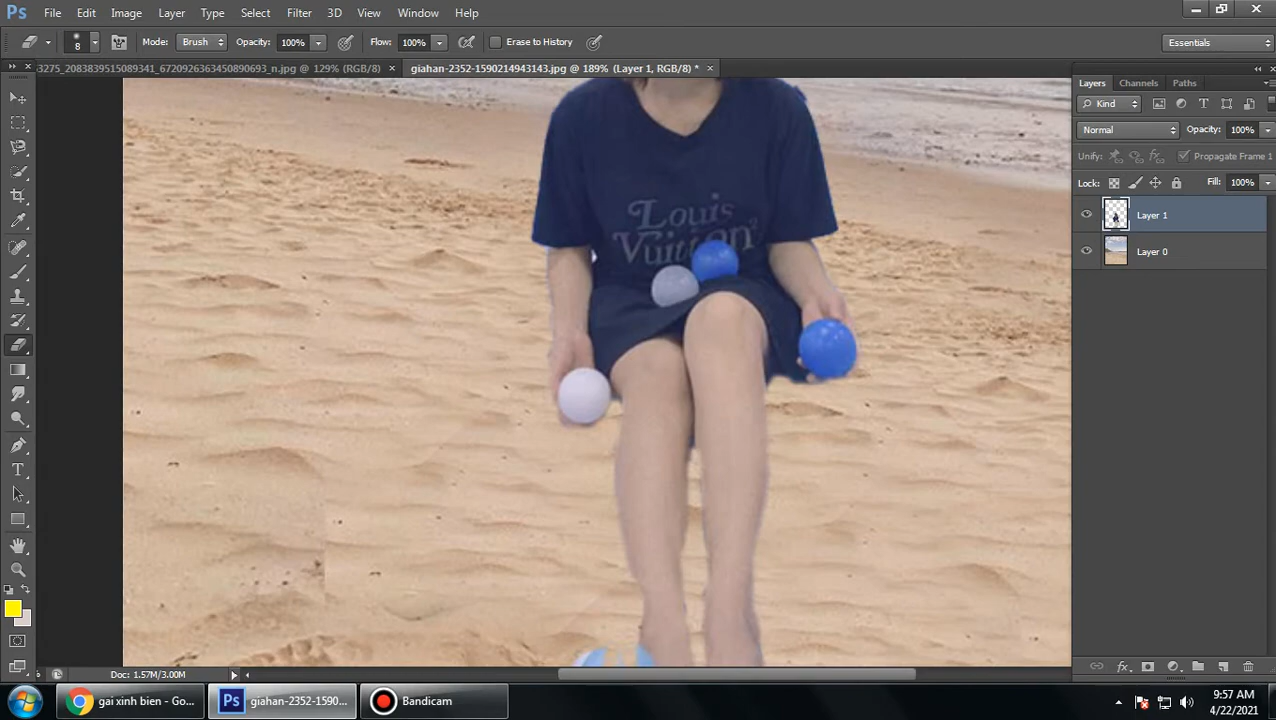 Ps File Edit Image Layer Type Select Filter 3D View Window Help
8 Mode: Brush Opacity: 100% Flow: 100% Erase to History Essentials
3275_2083839515089341_6720926363450890693_n.jpg @ 129% (RGB/8) × giahan-2352-1590214943143.jpg @ 189% (Layer 1, RGB/8) * ×
Layers Channels Paths
Kind
Normal Opacity: 100%
Unify: Propagate Frame 1
Lock: Fill: 100%
Layer 1
Layer 0
Louis
Vuitton
Doc: 1.57M/3.00M
gai xinh bien - Go... Ps giahan-2352-1590... Bandicam
9:57 AM
4/22/2021